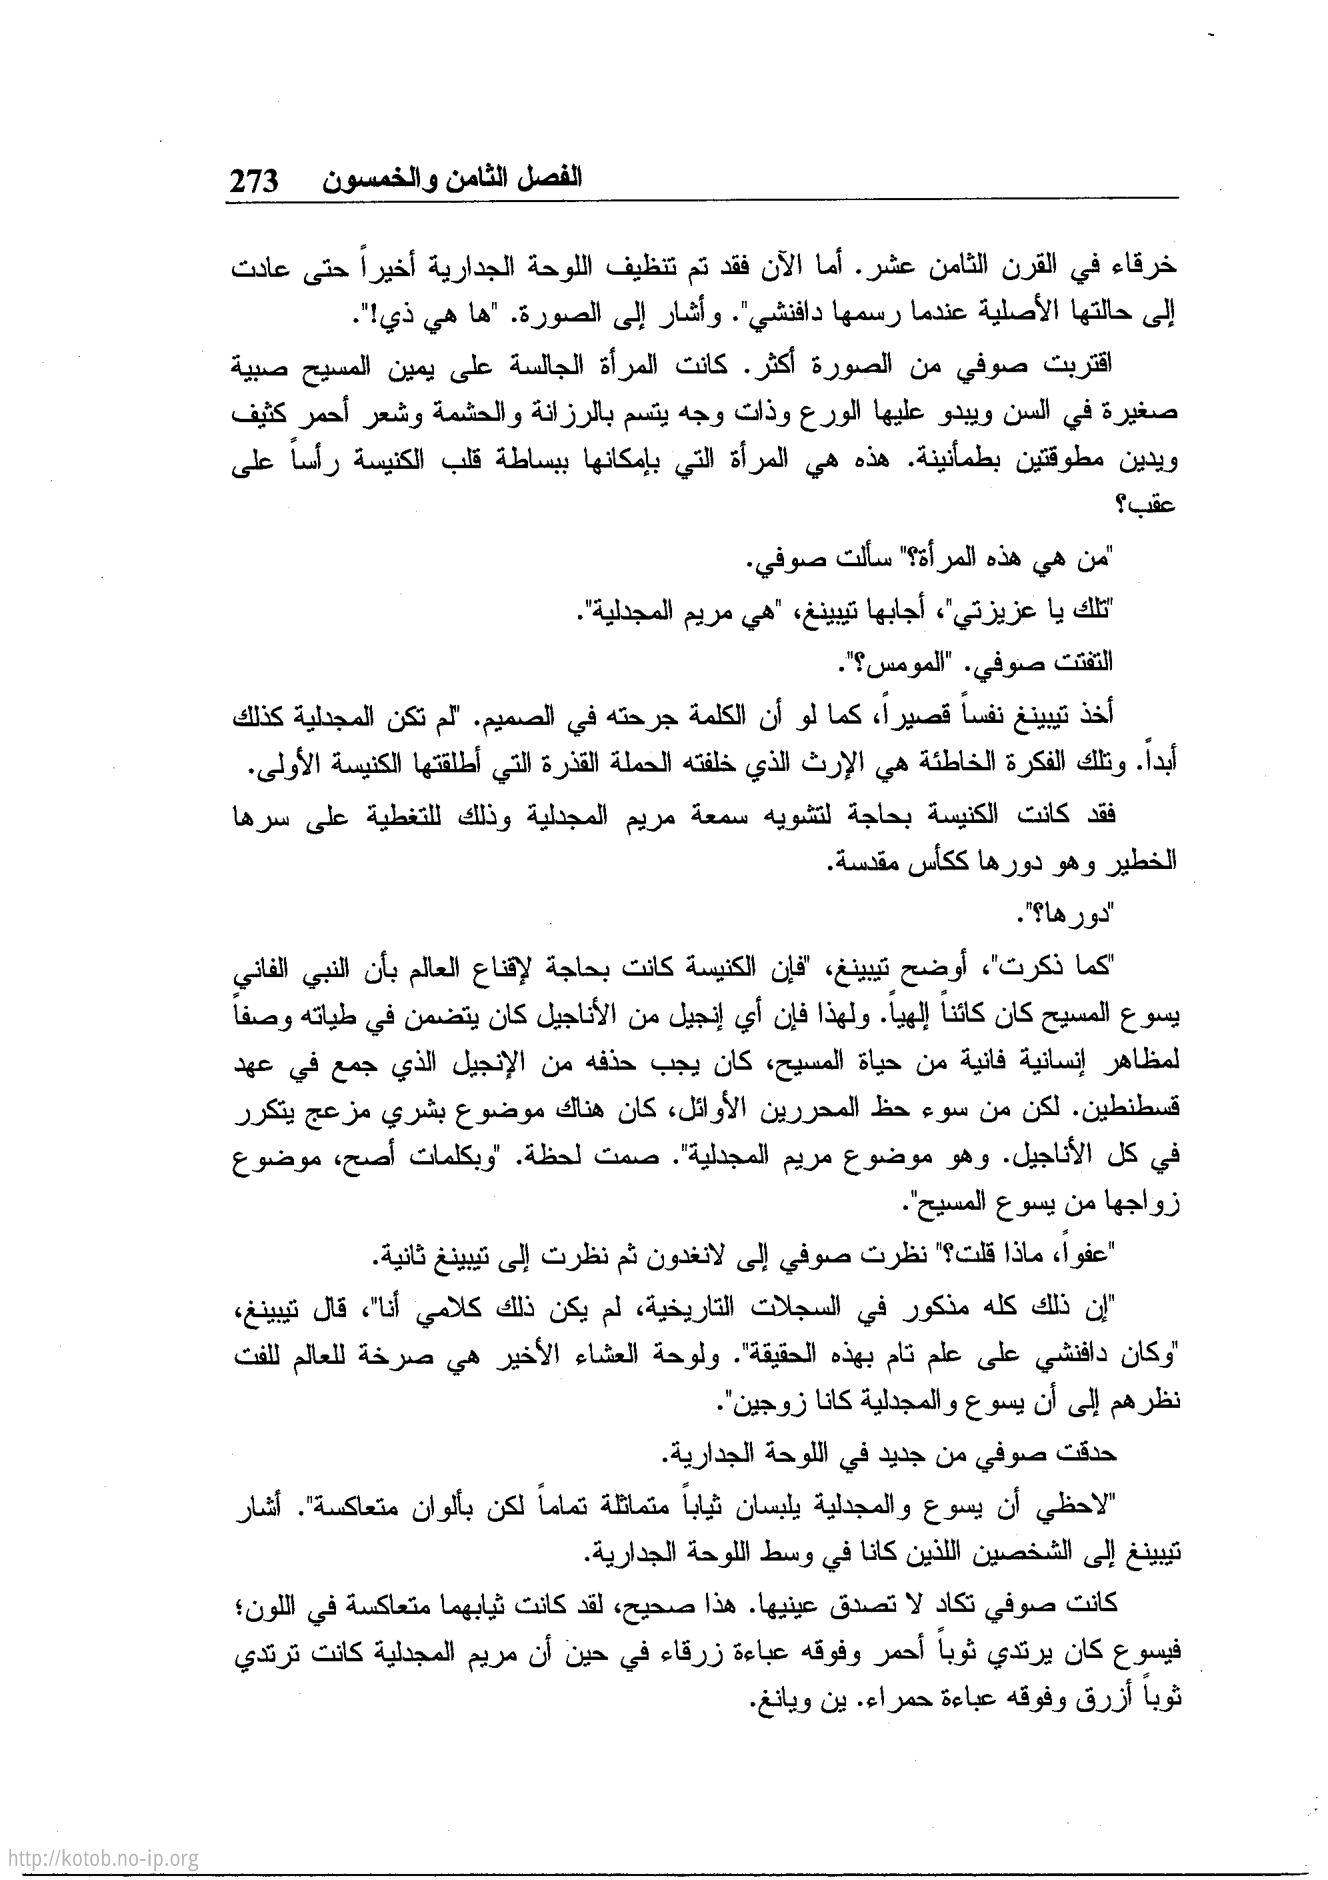 الفصل الثامن والخمسون 273
خرقاء في القرن الثامن عشر. أما الآن فقد تم تنظيف اللوحة الجدارية أخيراً حتى عادت
إلى حالتها الأصلية عندما رسمها دافنشي". وأشار إلى الصورة. "ها هي ذي!".
اقتربت صوفي من الصورة أكثر. كانت المرأة الجالسة على يمين المسيح صبية
صغيرة في السن ويبدو عليها الورع وذات وجه يتسم بالرزانة والحشمة وشعر أحمر كثيف
ويدين مطوقتين بطمأنينة. هذه هي المرأة التي بإمكانها ببساطة قلب الكنيسة رأساً على
عقب؟
"من هي هذه المرأة؟" سألت صوفي.
"تلك يا عزيزتي"، أجابها تيبينغ، "هي مريم المجدلية".
التفتت صوفي. "المومس؟".
أخذ تيبينغ نفساً قصيراً، كما لو أن الكلمة جرحته في الصميم. "لم تكن المجدلية كذلك
أبداً. وتلك الفكرة الخاطئة هي الإرث الذي خلفته الحملة القذرة التي أطلقتها الكنيسة الأولى.
فقد كانت الكنيسة بحاجة لتشويه سمعة مريم المجدلية وذلك للتغطية على سرها
الخطير وهو دورها ككأس مقدسة.
"دورها؟".
"كما ذكرت"، أوضح تيبينغ، "فإن الكنيسة كانت بحاجة لإقناع العالم بأن النبي الفاني
يسوع المسيح كان كائناً إلهياً. ولهذا فإن أي إنجيل من الأناجيل كان يتضمن في طياته وصفاً
لمظاهر إنسانية فانية من حياة المسيح، كان يجب حذفه من الإنجيل الذي جمع في عهد
قسطنطين. لكن من سوء حظ المحررين الأوائل، كان هناك موضوع بشري مزعج يتكرر
في كل الأناجيل. وهو موضوع مريم المجدلية". صمت لحظة. "وبكلمات أصح، موضوع
زواجها من يسوع المسيح".
"عفواً، ماذا قلت؟" نظرت صوفي إلى لانغدون ثم نظرت إلى تيبينغ ثانية.
"إن ذلك كله مذكور في السجلات التاريخية، لم يكن ذلك كلامي أنا"، قال تيبينغ،
"وكان دافنشي على علم تام بهذه الحقيقة". ولوحة العشاء الأخير هي صرخة للعالم للفت
نظرهم إلى أن يسوع والمجدلية كانا زوجين".
حدقت صوفي من جديد في اللوحة الجدارية.
"لاحظي أن يسوع والمجدلية يلبسان ثياباً متماثلة تماماً لكن بألوان متعاكسة". أشار
تيبينغ إلى الشخصين اللذين كانا في وسط اللوحة الجدارية.
كانت صوفي تكاد لا تصدق عينيها. هذا صحيح، لقد كانت ثيابهما متعاكسة في اللون؛
فيسوع كان يرتدي ثوباً أحمر وفوقه عباءة زرقاء في حين أن مريم المجدلية كانت ترتدي
ثوباً أزرق وفوقه عباءة حمراء. ين ويانغ.
http://kotob.no-ip.org